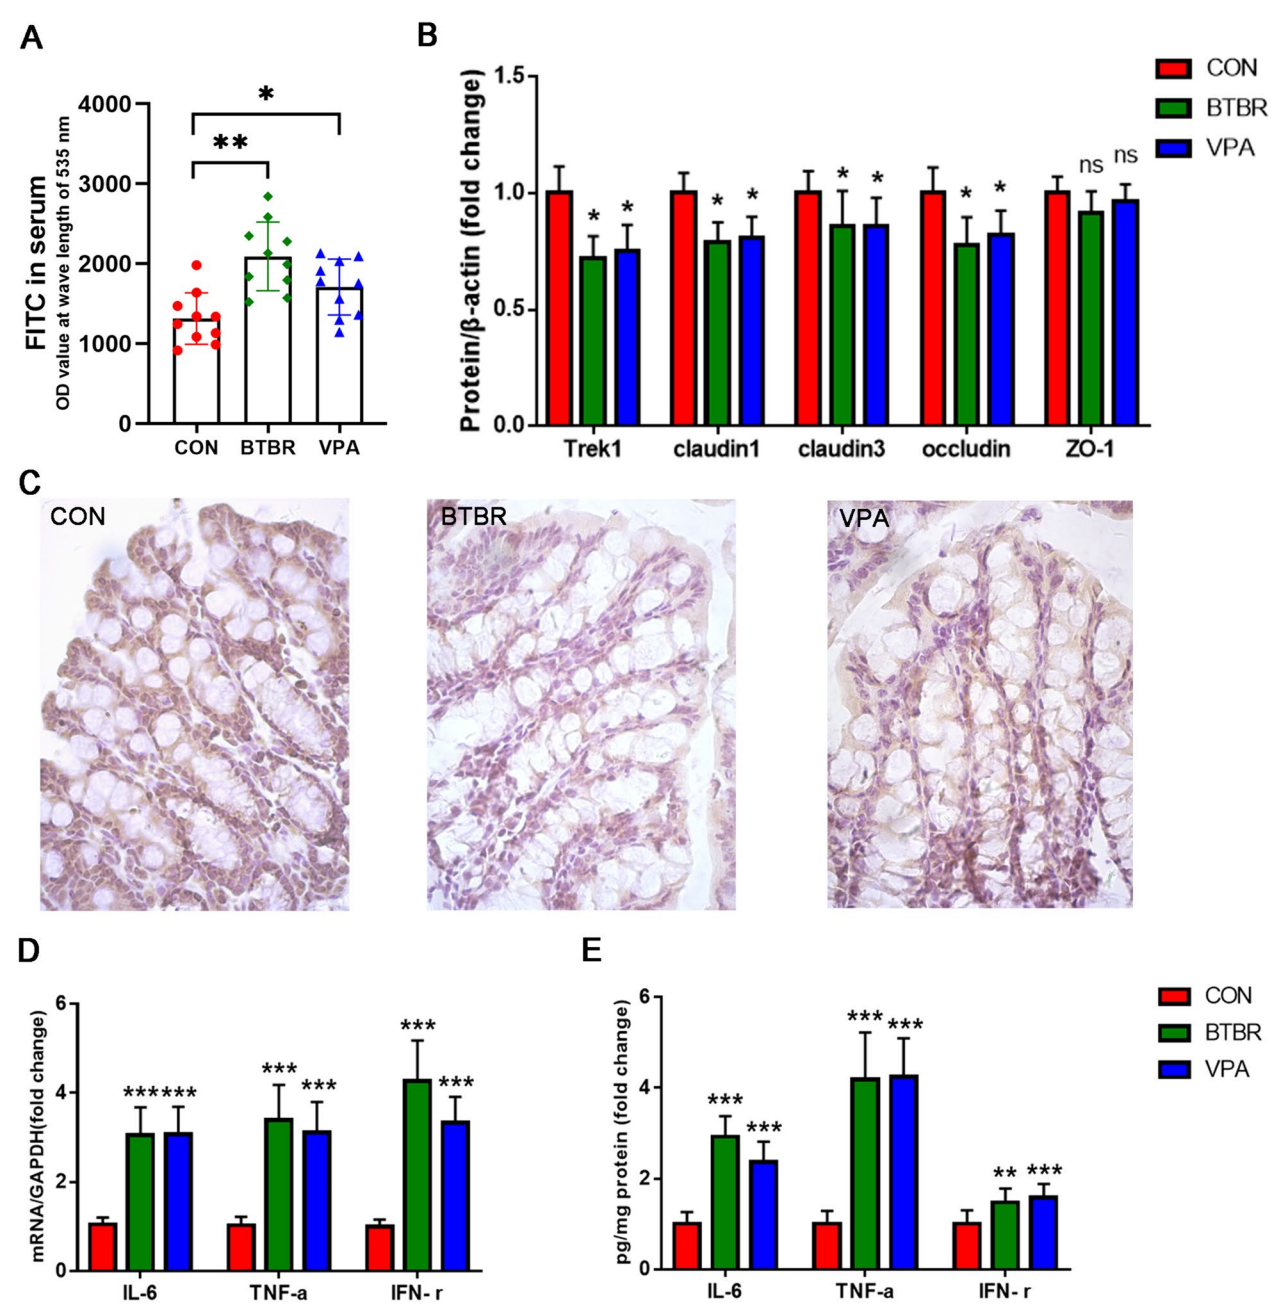 A
FITC in serum
OD value at wave length of 535 nm
4000
3000
2000
1000
0
*
**
CON BTBR VPA
B
Protein/β-actin (fold change)
1.5
1.0
0.5
0.0
* *
* *
* *
* *
ns ns
Trek1 claudin1 claudin3 occludin ZO-1
CON
BTBR
VPA
C
CON
BTBR
VPA
D
mRNA/GAPDH(fold change)
6
4
2
0
*** ***
*** ***
*** ***
IL-6 TNF-a IFN- r
E
pg/mg protein (fold change)
6
4
2
0
*** ***
*** ***
** ***
IL-6 TNF-a IFN- r
CON
BTBR
VPA